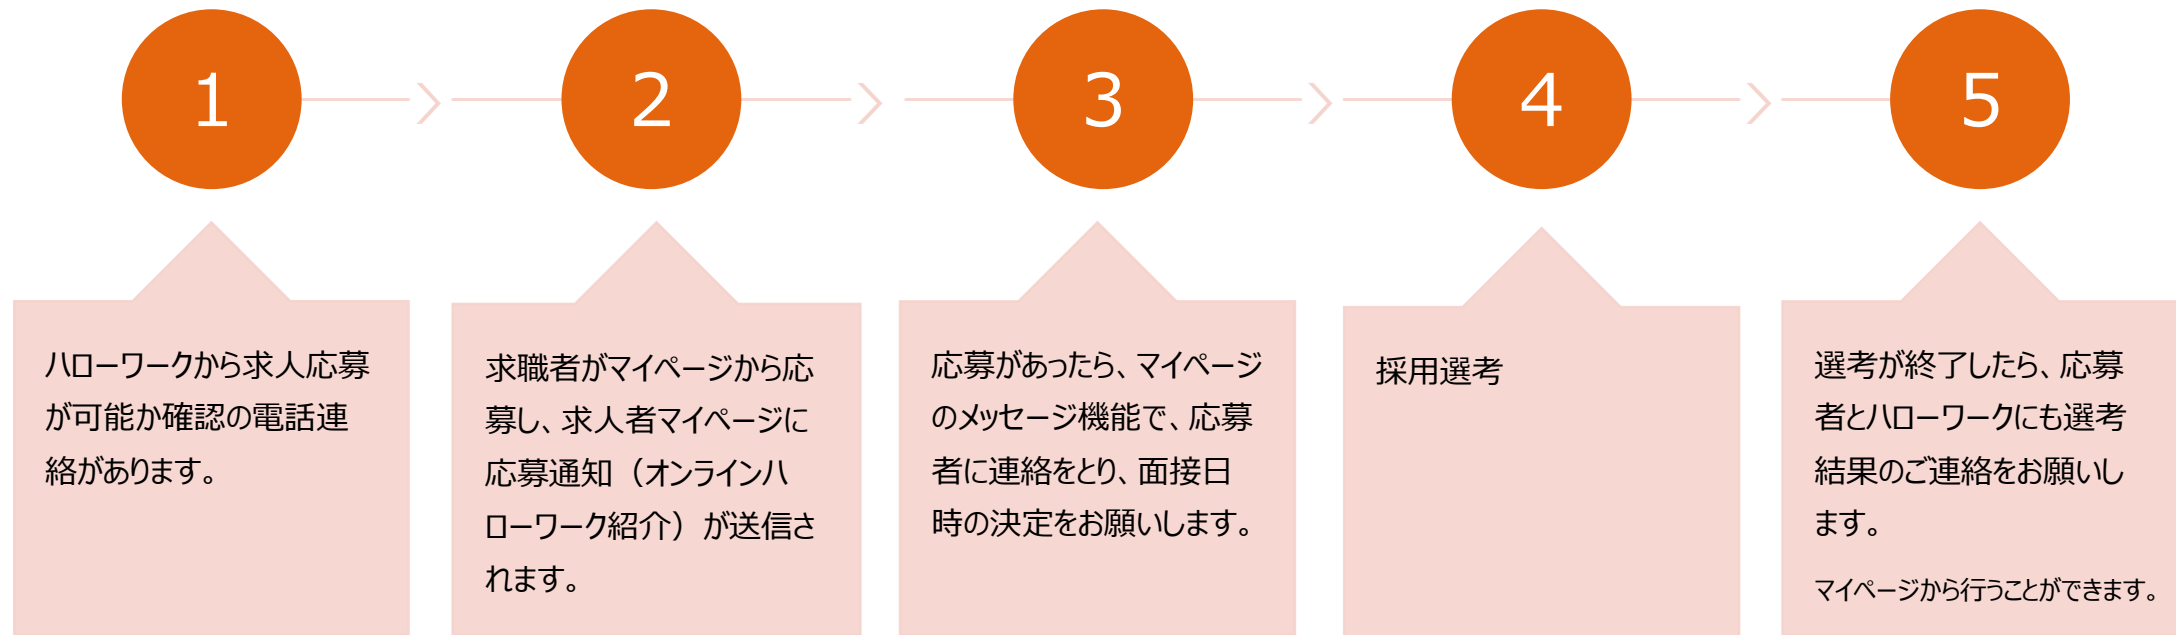 1
2
3
4
5
ハローワークから求人応募
が可能か確認の電話連
絡があります。
求職者がマイページから応
募し、求人者マイページに
応募通知（オンラインハ
ローワーク紹介）が送信さ
れます。
応募があったら、マイページ
のメッセージ機能で、応募
者に連絡をとり、面接日
時の決定をお願いします。
採用選考
選考が終了したら、応募
者とハローワークにも選考
結果のご連絡をお願いし
ます。
マイページから行うことができます。